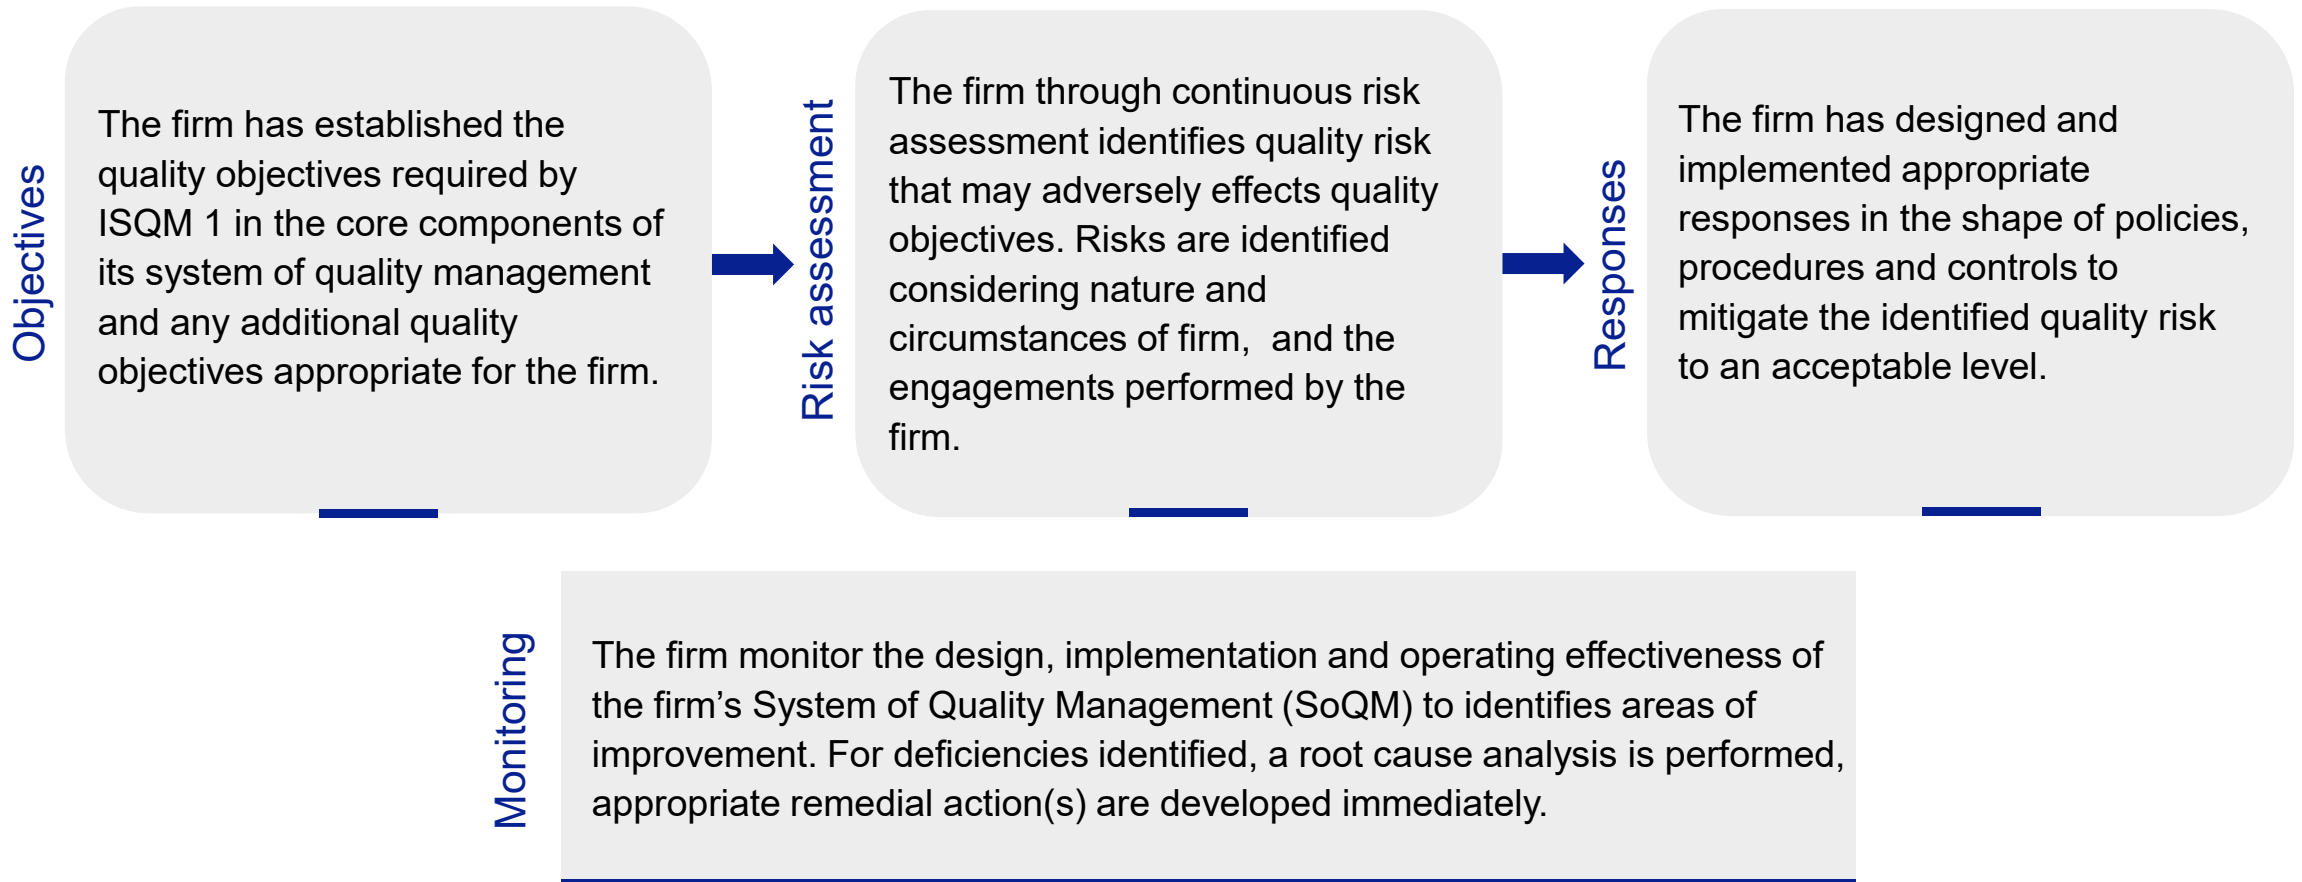 Objectives
The firm has established the
quality objectives required by
ISQM 1 in the core components of
its system of quality management
and any additional quality
objectives appropriate for the firm.
Risk assessment
The firm through continuous risk
assessment identifies quality risk
that may adversely effects quality
objectives. Risks are identified
considering nature and
circumstances of firm,  and the
engagements performed by the
firm.
Responses
The firm has designed and
implemented appropriate
responses in the shape of policies,
procedures and controls to
mitigate the identified quality risk
to an acceptable level.
Monitoring
The firm monitor the design, implementation and operating effectiveness of
the firm’s System of Quality Management (SoQM) to identifies areas of
improvement. For deficiencies identified, a root cause analysis is performed,
appropriate remedial action(s) are developed immediately.